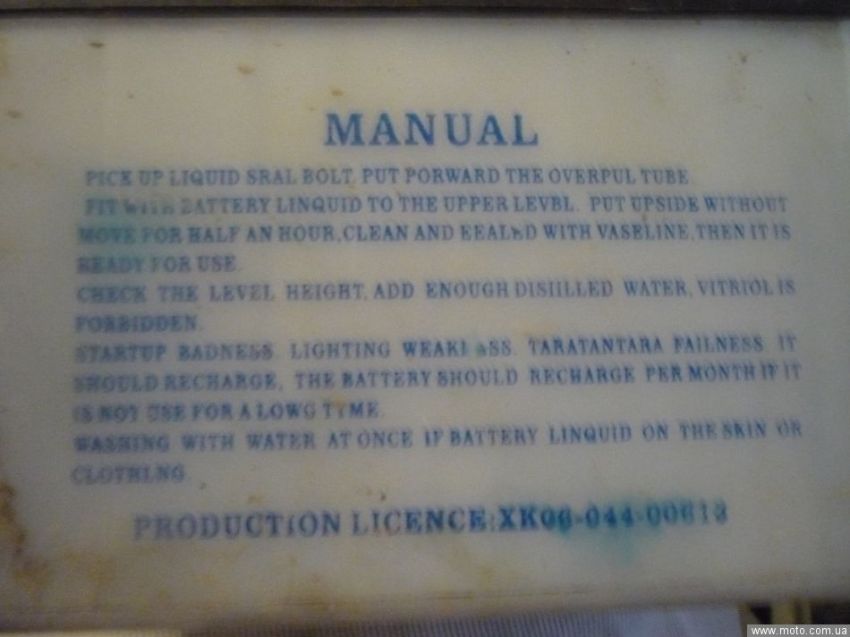 MANUAL
PICK UP LIQUID SRAL BOLT, PUT PORWARD THE OVERPUL TUBE
FIT WITH BATTERY LINQUID TO THE UPPER LEVBL. PUT UPSIDE WITHOUT
MOVE FOR HALF AN HOUR, CLEAN AND EEALED WITH VASELINE, THEN IT IS
READY FOR USE.
CHECK THE LEVEL HEIGHT, ADD ENOUGH DISIILLED WATER, VITRIOL IS
FORBIDDEN.
STARTUP BADNESS. LIGHTING TARATANTARA FAILNESS. IT
SHOULD RECHARGE, THE BATTERY SHOULD RECHARGE PER MONTH IF IT
IS NOT USE FOR A LOWG TYME.
WASHING WITH WATER AT ONCE IF BATTERY LINQUID ON THE SKIN OR
CLOTHLNG.
PRODUCTION LICENCE:XK06-044-00613
www.moto.com.ua